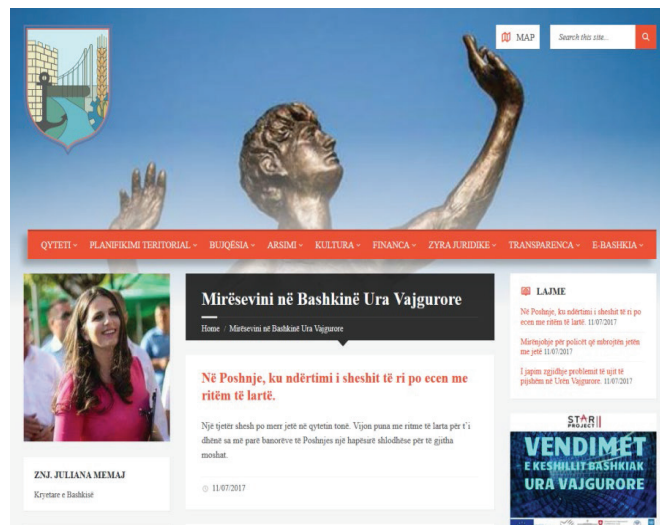 MAP
Search this site...
QYTETI
PLANIFIKIMI TERITORIAL
BUJQËSIA
ARSIMI
KULTURA
FINANCA
ZYRA JURIDIKE
TRANSPARENCA
E-BASHKIA
ZNJ. JULIANA MEMAJ
Kryetare e Bashkisë
Mirësevini në Bashkinë Ura Vajgurore
Home / Mirësevini në Bashkinë Ura Vajgurore
Në Poshnje, ku ndërtimi i sheshit të ri po ecen me
ritëm të lartë.
Një tjetër shesh po merr jetë në qytetin tonë. Vijon puna me ritme të larta për t'i
dhënë sa më parë banorëve të Poshnjes një hapësirë shlodhëse për të gjitha
moshat.
11/07/2017
LAJME
Në Poshnje, ku ndërtimi i sheshit të ri po
ecen me ritëm të lartë. 11/07/2017
Mirënjohje për policët që mbrojtën jetën
me jetë 11/07/2017
I japim zgjidhje problemit të ujit të
pijshëm në Urën Vajgurore. 11/07/2017
STAR II
PROJECT
VENDIMET
E KESHILLIT BASHKIAK
URA VAJGURORE